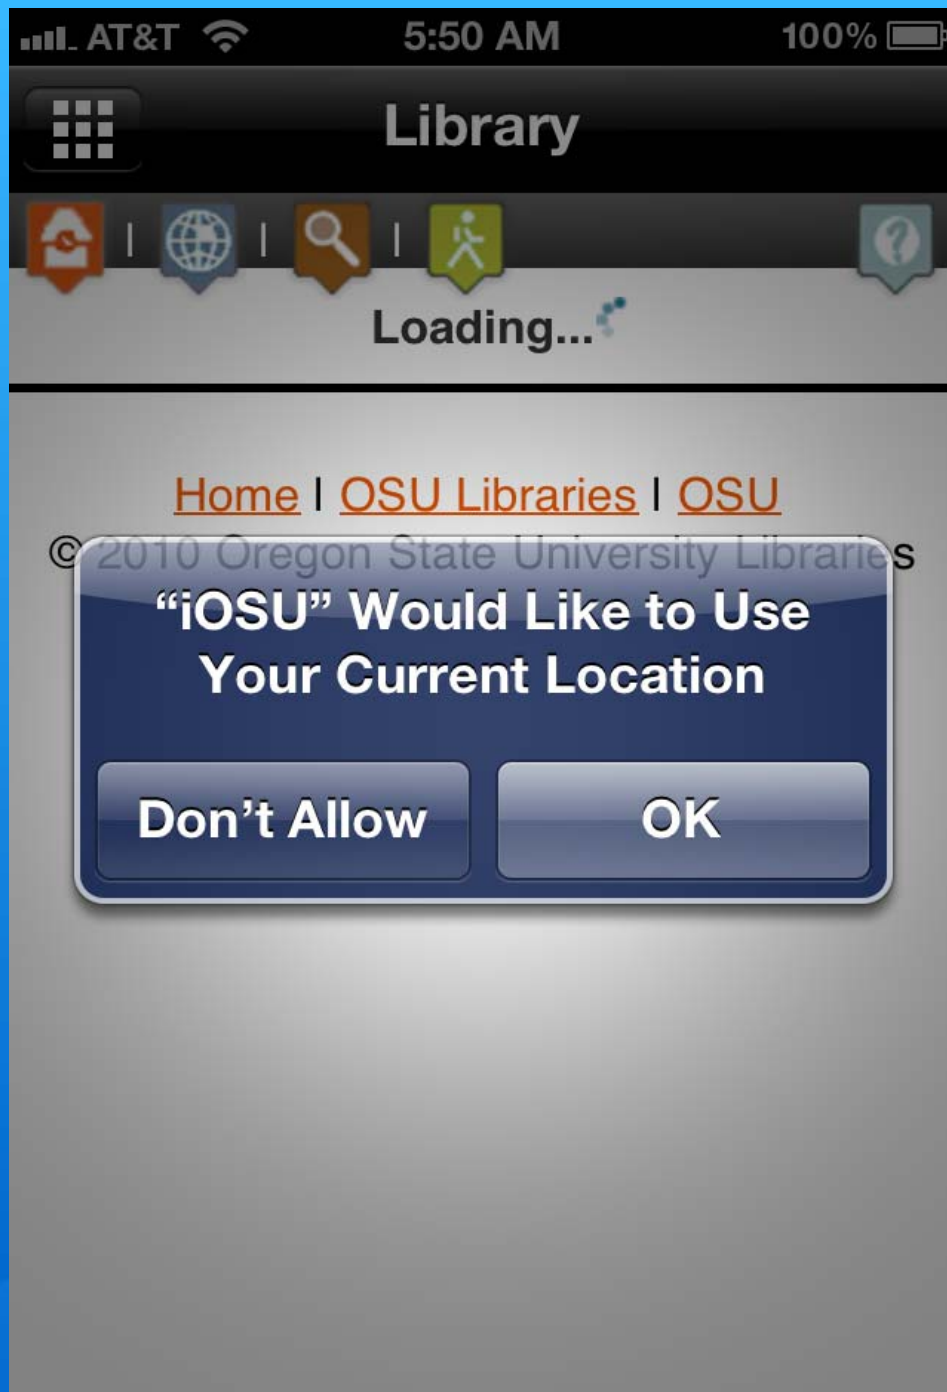 AT&T 5:50 AM 100%
Library
Loading...
Home | OSU Libraries | OSU
© 2010 Oregon State University Libraries
“iOSU” Would Like to Use
Your Current Location
Don’t Allow OK